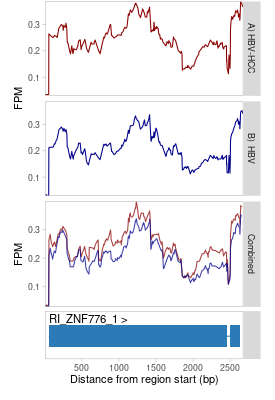 0.3
0.2
0.1
A) HBV-HCC
FPM
0.3
0.2
0.1
B) HBV
0.3
0.2
0.1
FPM
Combined
RI_ZNF776_1 >
500 1000 1500 2000 2500
Distance from region start (bp)